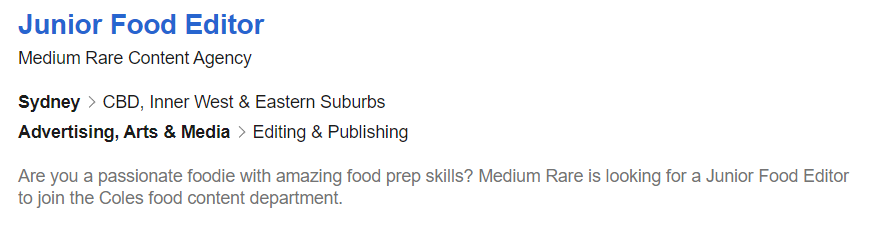 Junior Food Editor
Medium Rare Content Agency
Sydney > CBD, Inner West & Eastern Suburbs
Advertising, Arts & Media > Editing & Publishing
Are you a passionate foodie with amazing food prep skills? Medium Rare is looking for a Junior Food Editor
to join the Coles food content department.